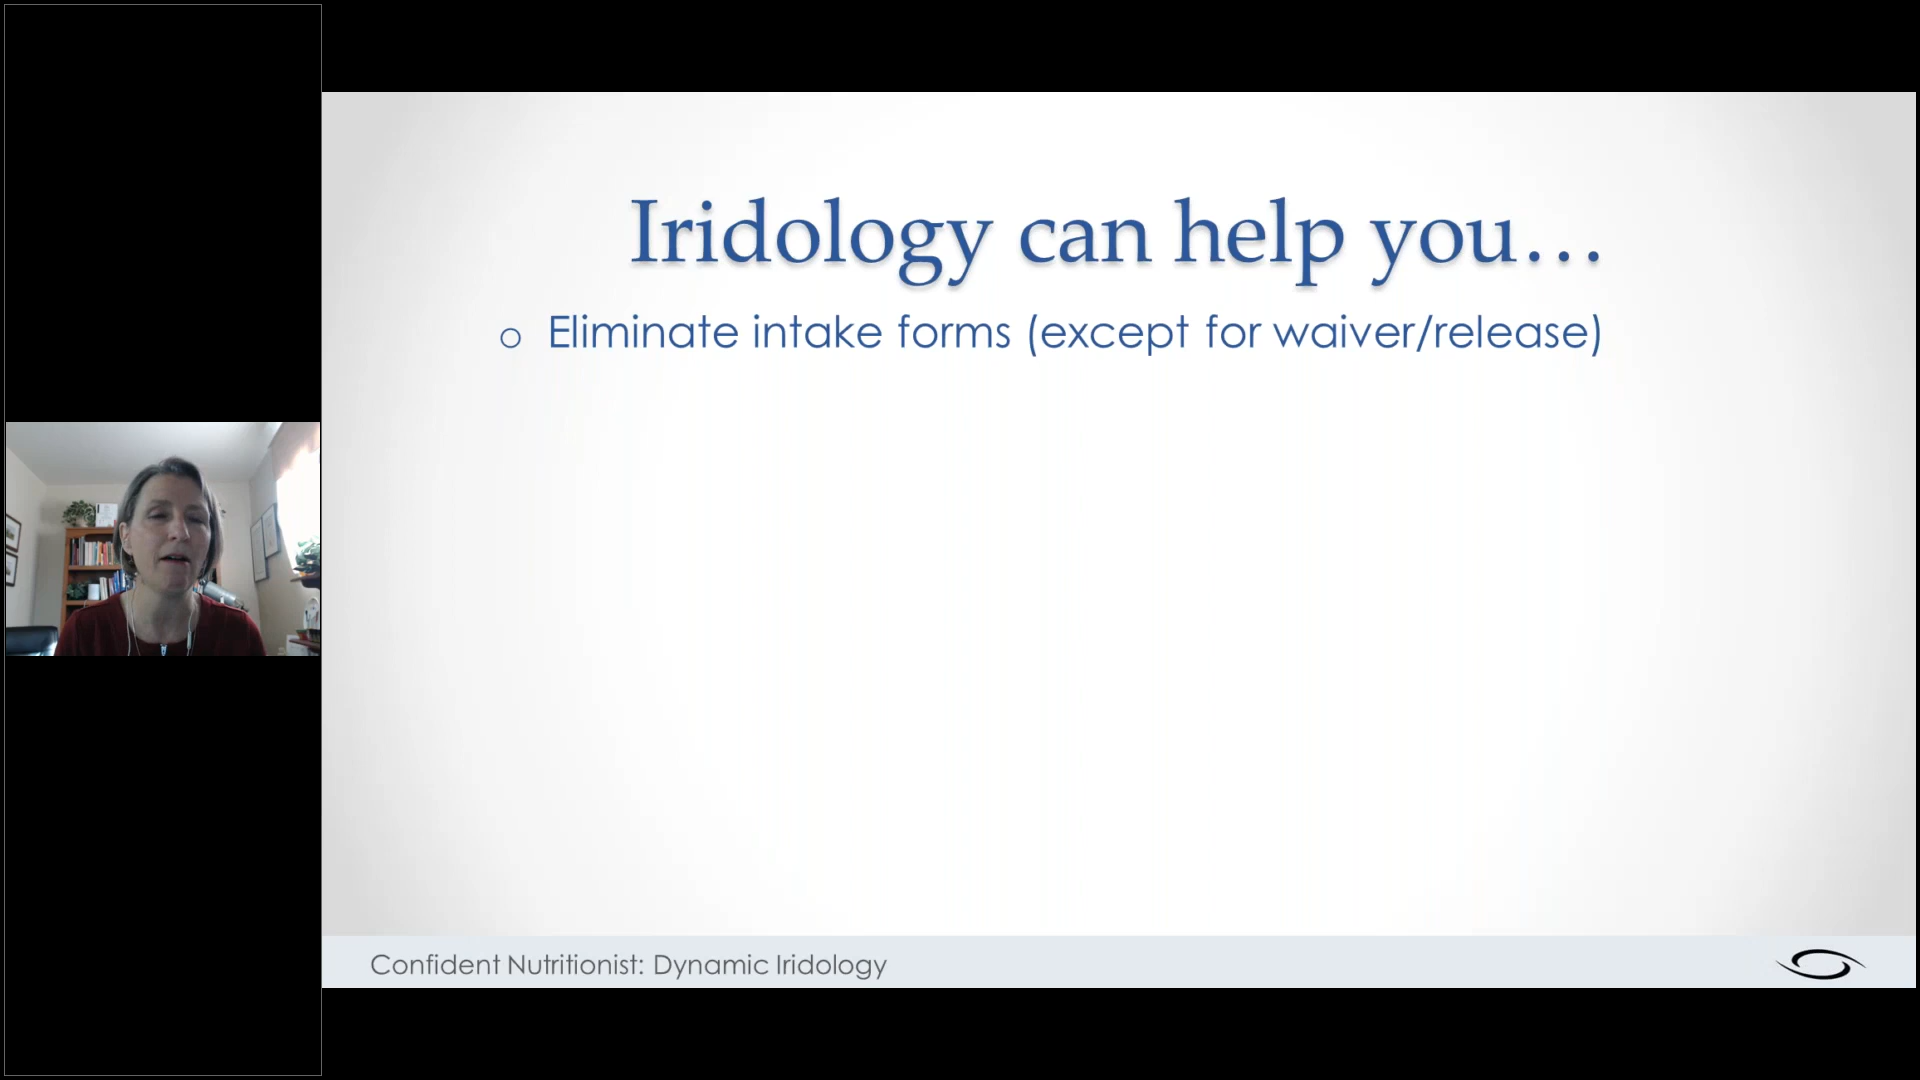 Iridology can help you…
o Eliminate intake forms (except for waiver/release)
Confident Nutritionist: Dynamic Iridology